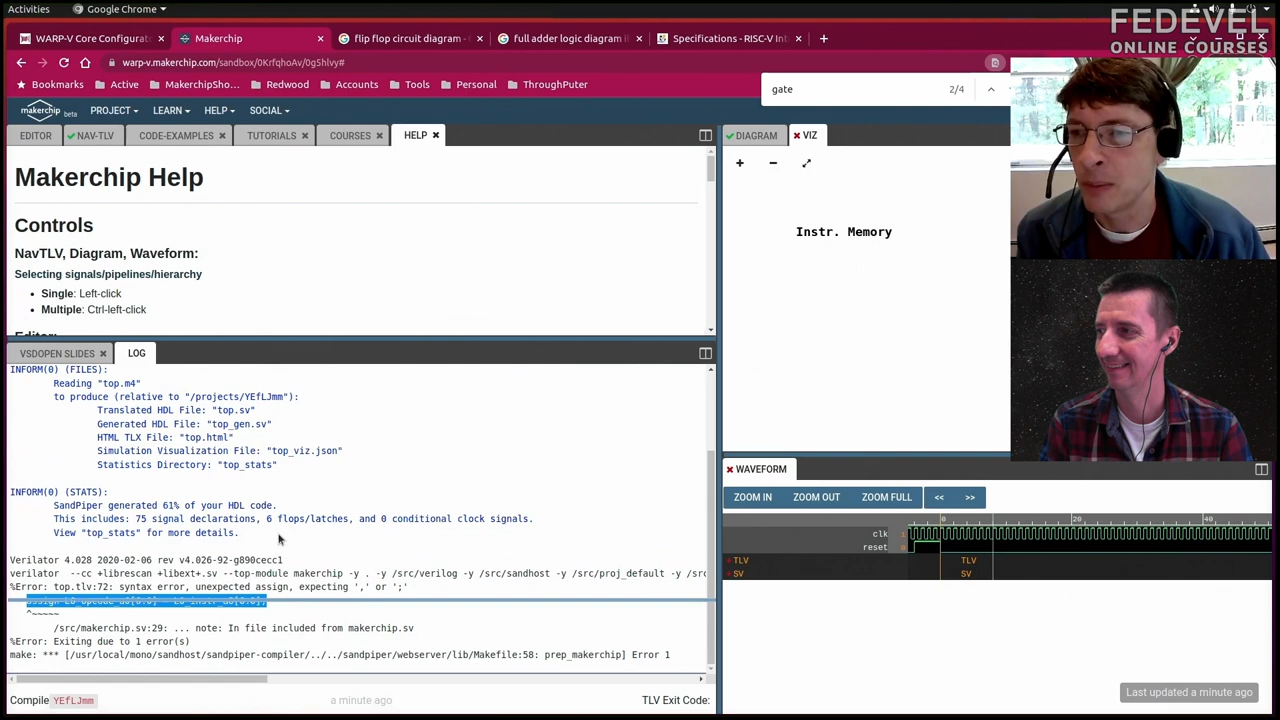 Activities
Google Chrome
FEDEVEL
ONLINE COURSES
WARP-V Core Configurat
Makerchip
flip flop circuit diagram -
full adder logic diagram i
Specifications - RISC-V Int
warp-v.makerchip.com/sandbox/0KrfqhoAv/0g5hlvy#
Bookmarks
MakerchipSho...
Redwood
Accounts
Tools
Personal
ThroughPuter
gate
2/4
makerchip
beta
PROJECT
LEARN
HELP
SOCIAL
EDITOR
NAV-TLV
CODE-EXAMPLES
TUTORIALS
COURSES
HELP
DIAGRAM
VIZ
Makerchip Help
Controls
NavTLV, Diagram, Waveform:
Selecting signals/pipelines/hierarchy
Single: Left-click
Multiple: Ctrl-left-click
Instr. Memory
VSDOPEN SLIDES
LOG
INFORM(0) (FILES):
Reading "top.m4"
to produce (relative to "/projects/YEfLJmm"):
Translated HDL File: "top.sv"
Generated HDL File: "top_gen.sv"
HTML TLX File: "top.html"
Simulation Visualization File: "top_viz.json"
Statistics Directory: "top_stats"
INFORM(0) (STATS):
SandPiper generated 61% of your HDL code.
This includes: 75 signal declarations, 6 flops/latches, and 0 conditional clock signals.
View "top_stats" for more details.
Verilator 4.028 2020-02-06 rev v4.026-92-g890cecc1
verilator --cc +librescan +libext+.sv --top-module makerchip -y . -y /src/verilog -y /src/sandhost -y /src/proj_default -y /src
%Error: top.tlv:72: syntax error, unexpected assign, expecting ',' or ';'
^~~~~~
/src/makerchip.sv:29: ... note: In file included from makerchip.sv
%Error: Exiting due to 1 error(s)
make: *** [/usr/local/mono/sandhost/sandpiper-compiler/../../sandpiper/webserver/lib/Makefile:58: prep_makerchip] Error 1
Compile YEfLJmm
a minute ago
TLV Exit Code:
WAVEFORM
ZOOM IN
ZOOM OUT
ZOOM FULL
<<
>>
0
20
40
clk 1
reset 0
TLV
TLV
SV
SV
Last updated a minute ago